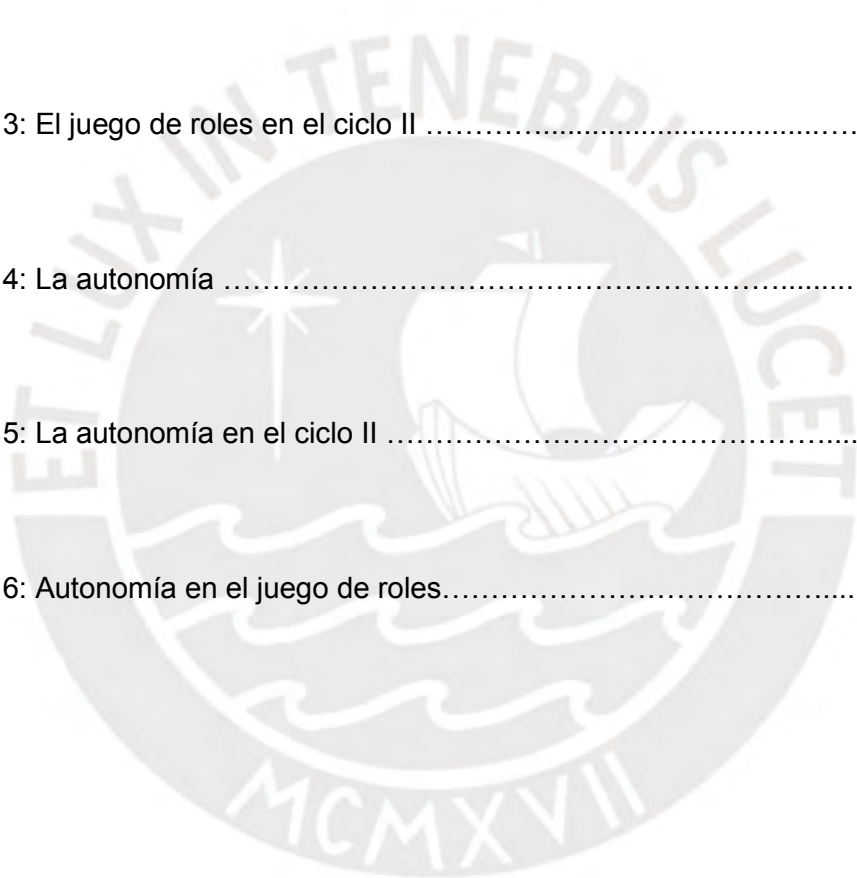 3: El juego de roles en el ciclo II ………….......................................….
4: La autonomía …………………………………………………….........
5: La autonomía en el ciclo II ………………………………………....
6: Autonomía en el juego de roles…………………………………....
ET LUX IN TENEBRIS LUCET
MCMXVII